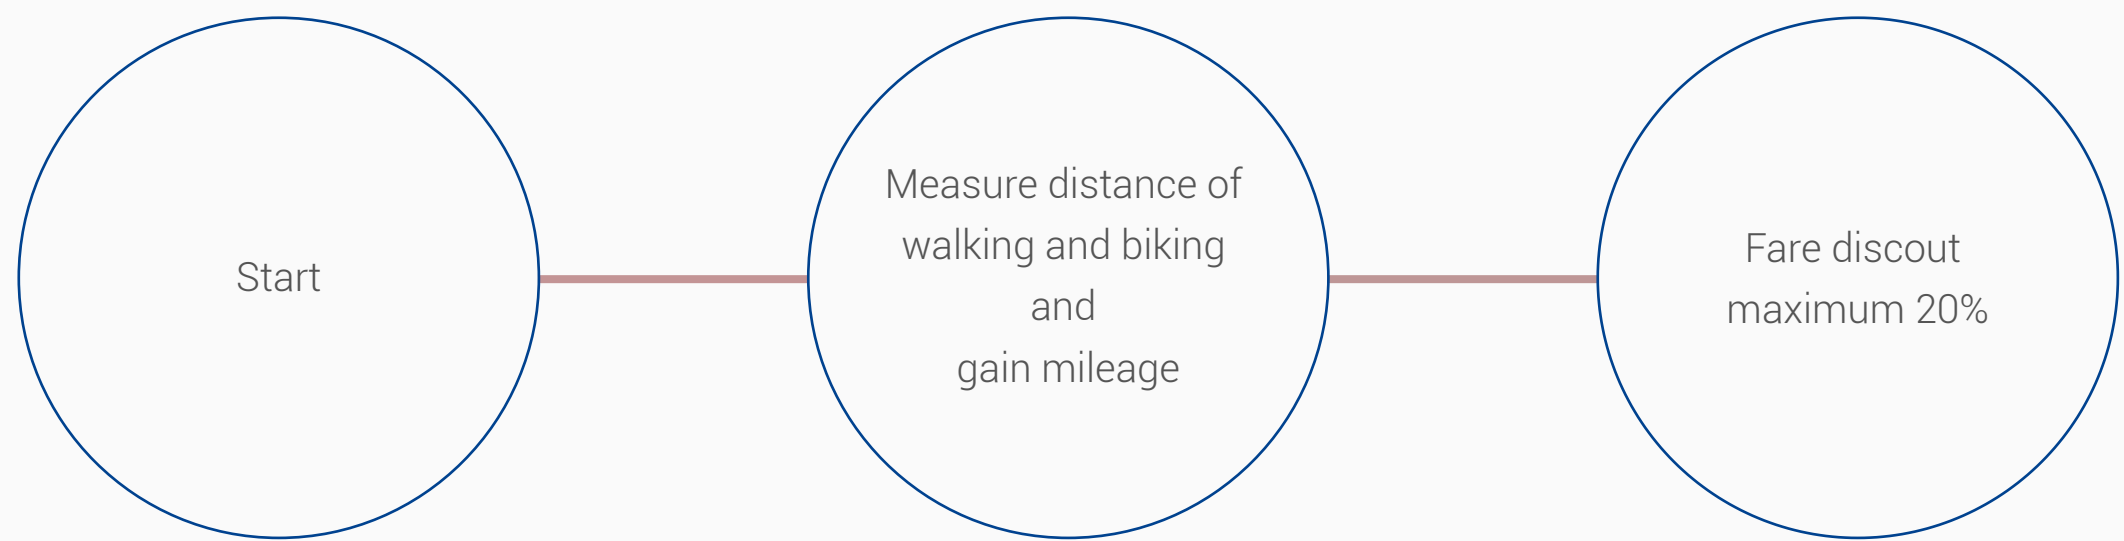 Start
Measure distance of
walking and biking
and
gain mileage
Fare discout
maximum 20%